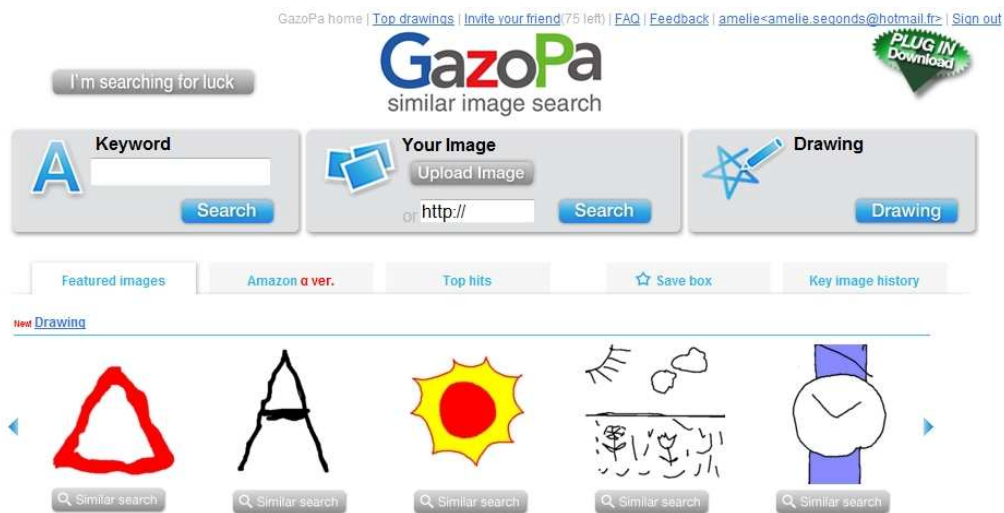 GazoPa home | Top drawings | Invite your friend(75 left) | FAQ | Feedback | amelie<amelie.segonds@hotmail.fr> | Sign out
I'm searching for luck
GazoPa
similar image search
PLUG IN
Download
A
Keyword
Search
Your Image
Upload Image
or http://
Search
Drawing
Drawing
Featured images
Amazon α ver.
Top hits
Save box
Key image history
New! Drawing
A
Similar search
Similar search
Similar search
Similar search
Similar search